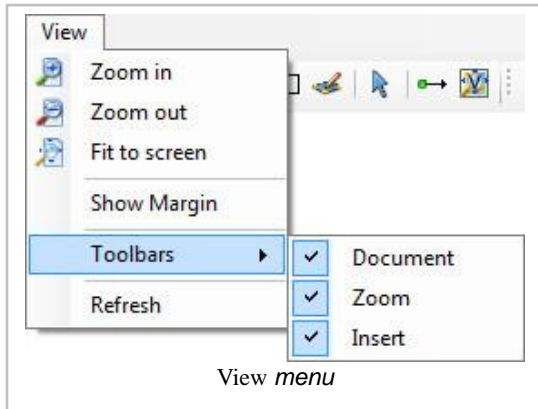 View
Zoom in
Zoom out
Fit to screen
Show Margin
Toolbars
Document
Zoom
Refresh
Insert
View menu